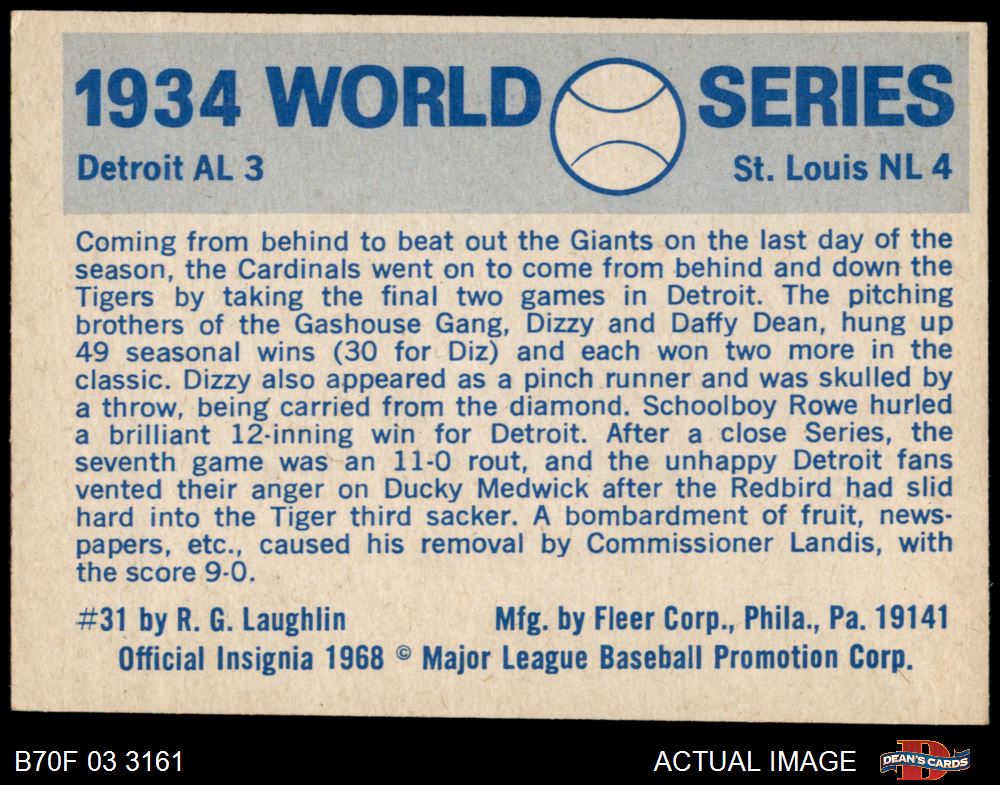 1934 WORLD SERIES
Detroit AL 3 St. Louis NL 4
Coming from behind to beat out the Giants on the last day of the
season, the Cardinals went on to come from behind and down the
Tigers by taking the final two games in Detroit. The pitching
brothers of the Gashouse Gang, Dizzy and Daffy Dean, hung up
49 seasonal wins (30 for Diz) and each won two more in the
classic. Dizzy also appeared as a pinch runner and was skulled by
a throw, being carried from the diamond. Schoolboy Rowe hurled
a brilliant 12-inning win for Detroit. After a close Series, the
seventh game was an 11-0 rout, and the unhappy Detroit fans
vented their anger on Ducky Medwick after the Redbird had slid
hard into the Tiger third sacker. A bombardment of fruit, news-
papers, etc., caused his removal by Commissioner Landis, with
the score 9-0.
#31 by R. G. Laughlin Mfg. by Fleer Corp., Phila., Pa. 19141
Official Insignia 1968 © Major League Baseball Promotion Corp.
B70F 03 3161 ACTUAL IMAGE D DEAN'S CARDS